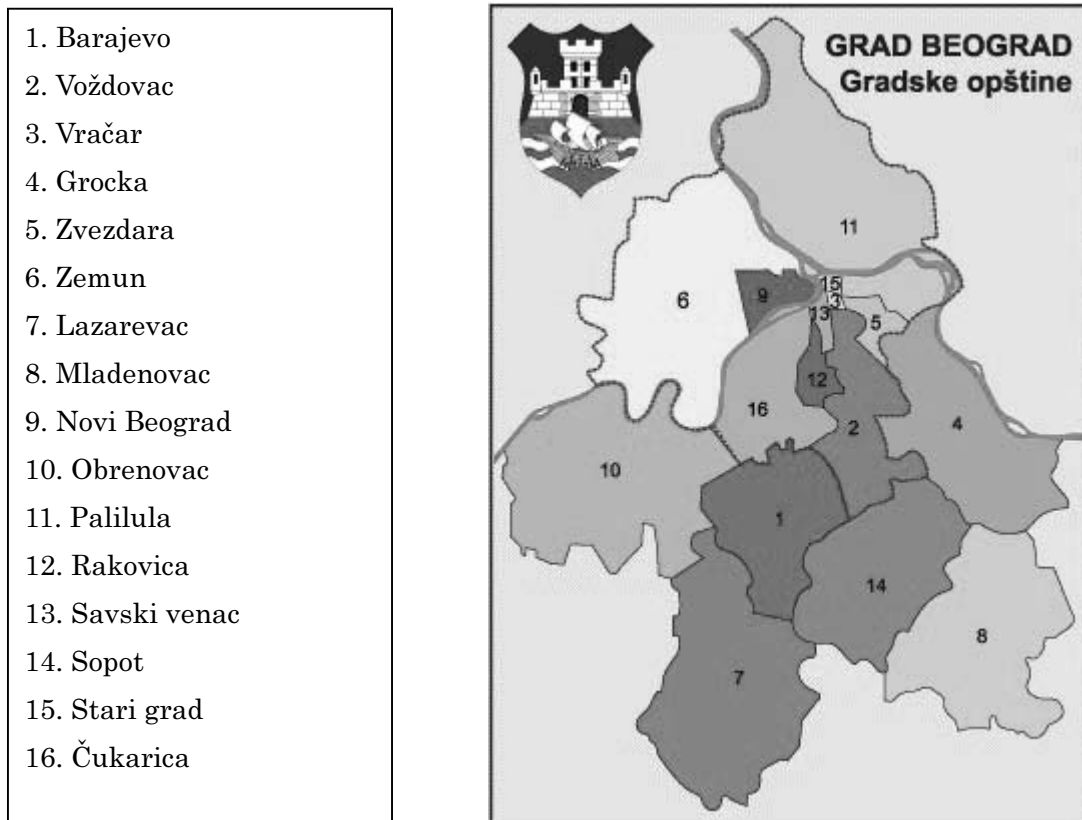 1. Barajevo
2. Voždovac
3. Vračar
4. Grocka
5. Zvezdara
6. Zemun
7. Lazarevac
8. Mladenovac
9. Novi Beograd
10. Obrenovac
11. Palilula
12. Rakovica
13. Savski venac
14. Sopot
15. Stari grad
16. Čukarica
GRAD BEOGRAD
Gradske opštine
11
15
6
9
3
13
5
12
16
2
4
10
1
14
8
7